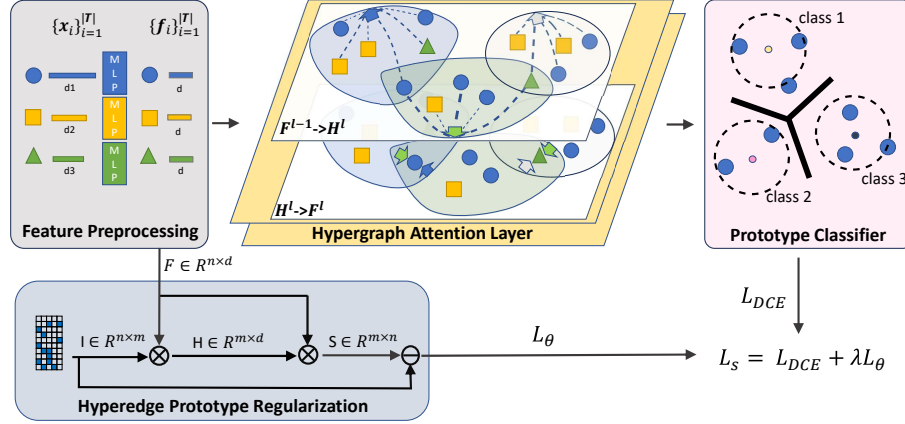 {x_i}_{i=1}^{|T|} {f_i}_{i=1}^{|T|}
d1 MLP d
d2 MLP d
d3 MLP d
Feature Preprocessing
F^{l-1}->H^l
H^l->F^l
Hypergraph Attention Layer
class 1
class 2
class 3
Prototype Classifier
F ∈ R^{n×d}
I ∈ R^{n×m}
H ∈ R^{m×d}
S ∈ R^{m×n}
Hyperedge Prototype Regularization
L_θ
L_{DCE}
L_s = L_{DCE} + λL_θ